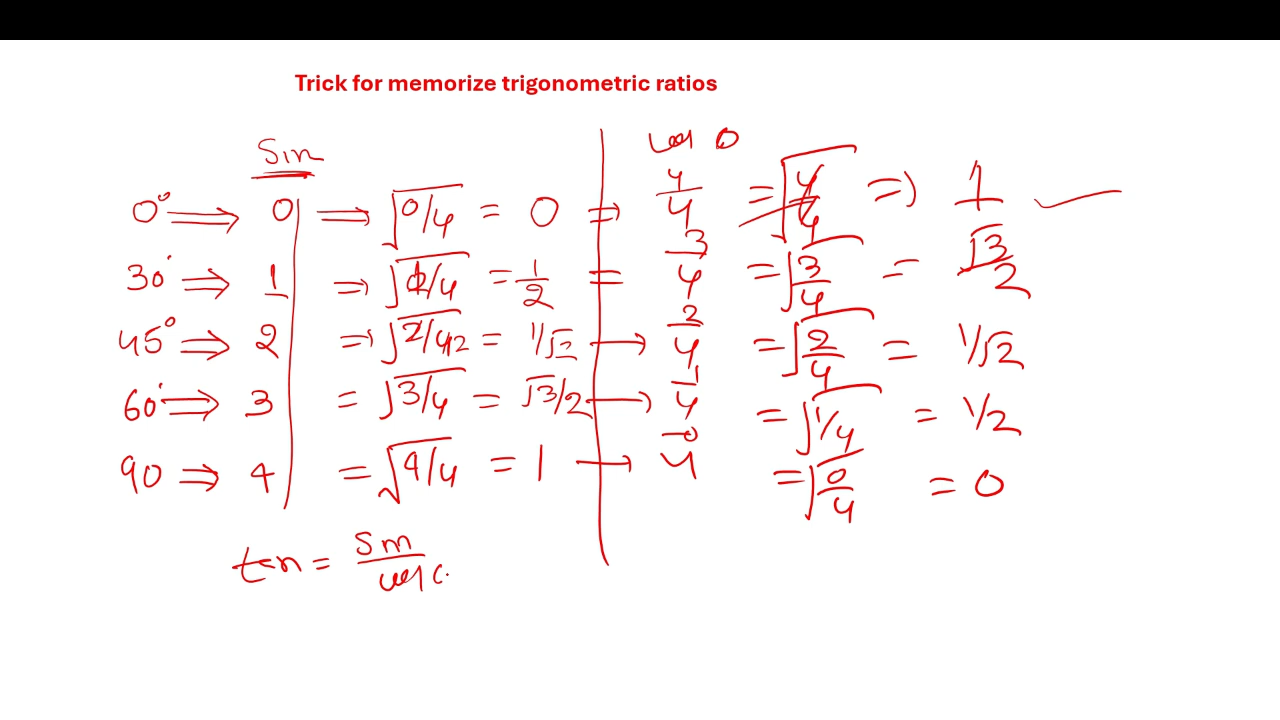 Trick for memorize trigonometric ratios
Sin cos θ
0° ⇒ 0 ⇒ √0/4 = 0 ⇒ 4/4 = √4/4 ⇒ 1
30° ⇒ 1 ⇒ √1/4 = 1/2 = 3/4 = √3/4 = √3/2
45° ⇒ 2 ⇒ √2/4 2 = 1/√2 → 2/4 = √2/4 = 1/√2
60° ⇒ 3 = √3/4 = √3/2 → 1/4 = √1/4 = 1/2
90 ⇒ 4 = √4/4 = 1 → 0/4 = √0/4 = 0
tan = Sin/cos